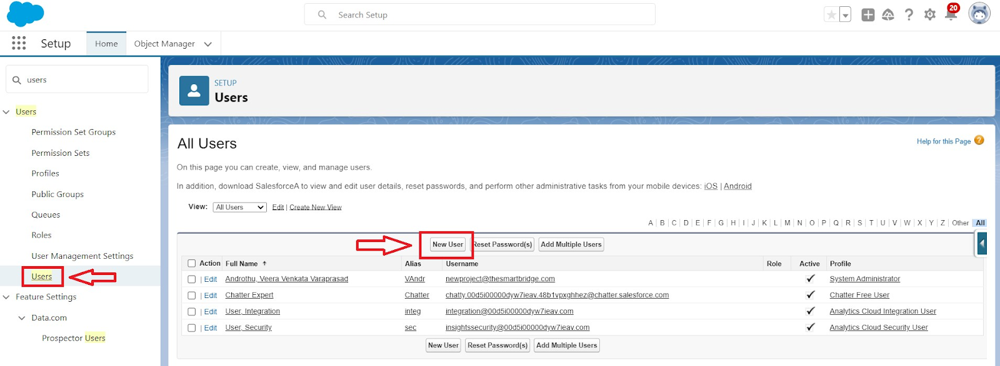 Search Setup
20
Setup
Home
Object Manager
users
Users
Permission Set Groups
Permission Sets
Profiles
Public Groups
Queues
Roles
User Management Settings
Users
Feature Settings
Data.com
Prospector Users
SETUP
Users
All Users
Help for this Page ?
On this page you can create, view, and manage users.
In addition, download SalesforceA to view and edit user details, reset passwords, and perform other administrative tasks from your mobile devices: iOS | Android
View: All Users Edit | Create New View
A | B | C | D | E | F | G | H | I | J | K | L | M | N | O | P | Q | R | S | T | U | V | W | X | Y | Z | Other | All
New User Reset Password(s) Add Multiple Users
Action Full Name ↑ Alias Username Role Active Profile
| Edit Androthu, Veera Venkata Varaprasad VAndr newproject@thesmartbridge.com ✓ System Administrator
| Edit Chatter Expert Chatter chatty.00d5i00000dyw7ieav.48b1vpxghhez@chatter.salesforce.com ✓ Chatter Free User
| Edit User, Integration integ integration@00d5i00000dyw7ieav.com ✓ Analytics Cloud Integration User
| Edit User, Security sec insightssecurity@00d5i00000dyw7ieav.com ✓ Analytics Cloud Security User
New User Reset Password(s) Add Multiple Users